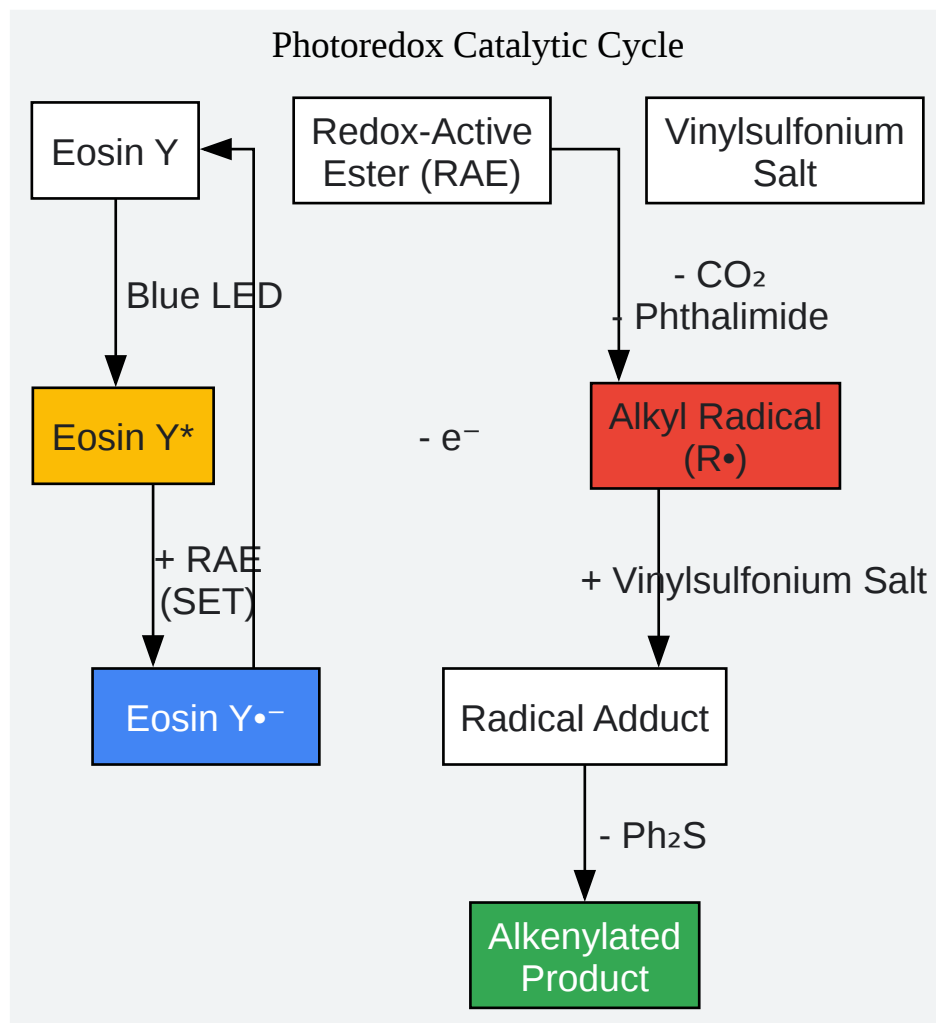 Photoredox Catalytic Cycle
Eosin Y
Redox-Active
Ester (RAE)
Vinylsulfonium
Salt
Blue LED
- CO₂
- Phthalimide
Eosin Y*
- e⁻
Alkyl Radical
(R•)
+ RAE
(SET)
+ Vinylsulfonium Salt
Eosin Y•⁻
Radical Adduct
- Ph₂S
Alkenylated
Product